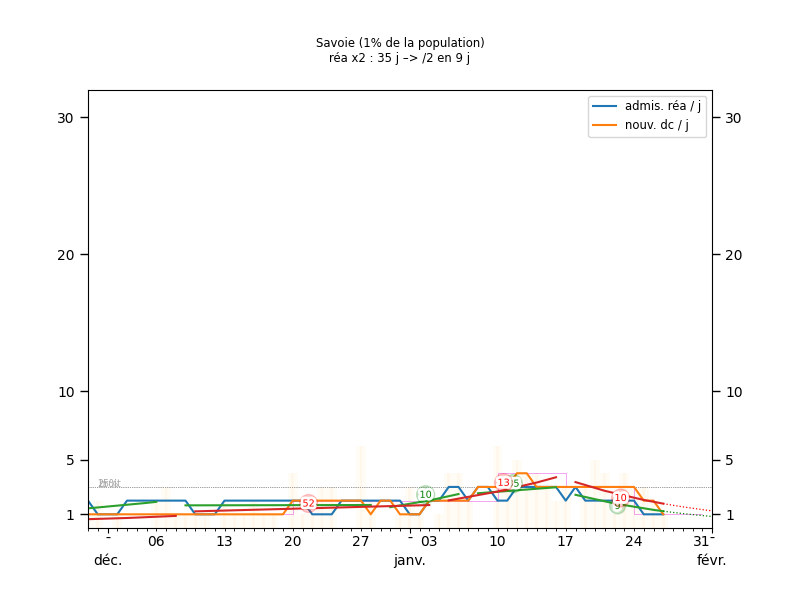 Savoie (1% de la population)
réa x2 : 35 j –> /2 en 9 j
admis. réa / j
nouv. dc / j
30 30
20 20
10 10
5 5
1 1
52
10
13
10
- 06 13 20 27 - 03 10 17 24 31 -
déc. janv. févr.